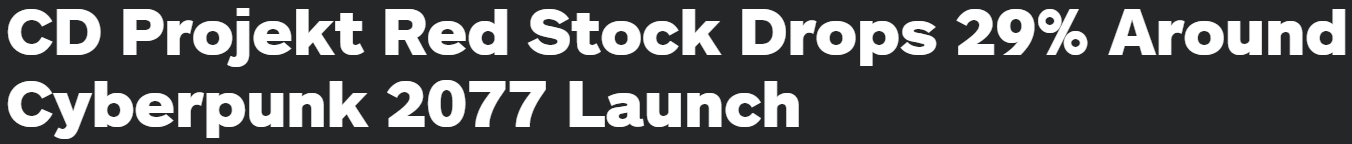 CD Projekt Red Stock Drops 29% Around
Cyberpunk 2077 Launch